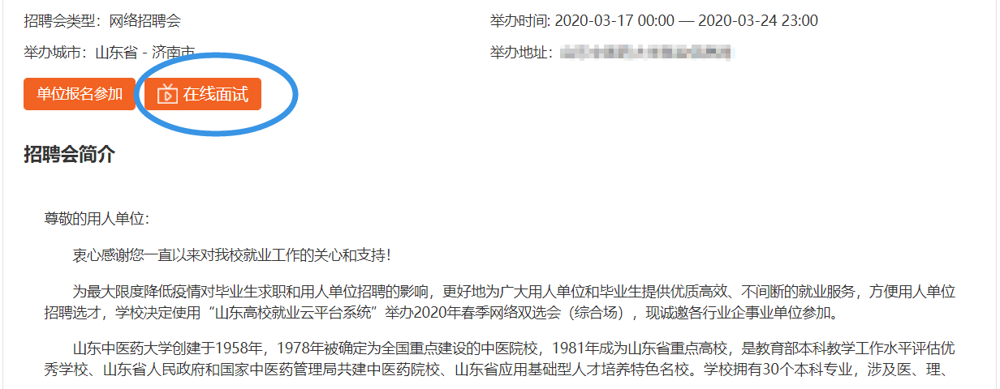 招聘会类型：网络招聘会
举办时间: 2020-03-17 00:00 — 2020-03-24 23:00
举办城市：山东省 - 济南市
举办地址：
单位报名参加
在线面试
招聘会简介
尊敬的用人单位：
衷心感谢您一直以来对我校就业工作的关心和支持！
为最大限度降低疫情对毕业生求职和用人单位招聘的影响，更好地为广大用人单位和毕业生提供优质高效、不间断的就业服务，方便用人单位
招聘选才，学校决定使用“山东高校就业云平台系统”举办2020年春季网络双选会（综合场），现诚邀各行业企事业单位参加。
山东中医药大学创建于1958年，1978年被确定为全国重点建设的中医院校，1981年成为山东省重点高校，是教育部本科教学工作水平评估优
秀学校、山东省人民政府和国家中医药管理局共建中医药院校、山东省应用基础型人才培养特色名校。学校拥有30个本科专业，涉及医、理、